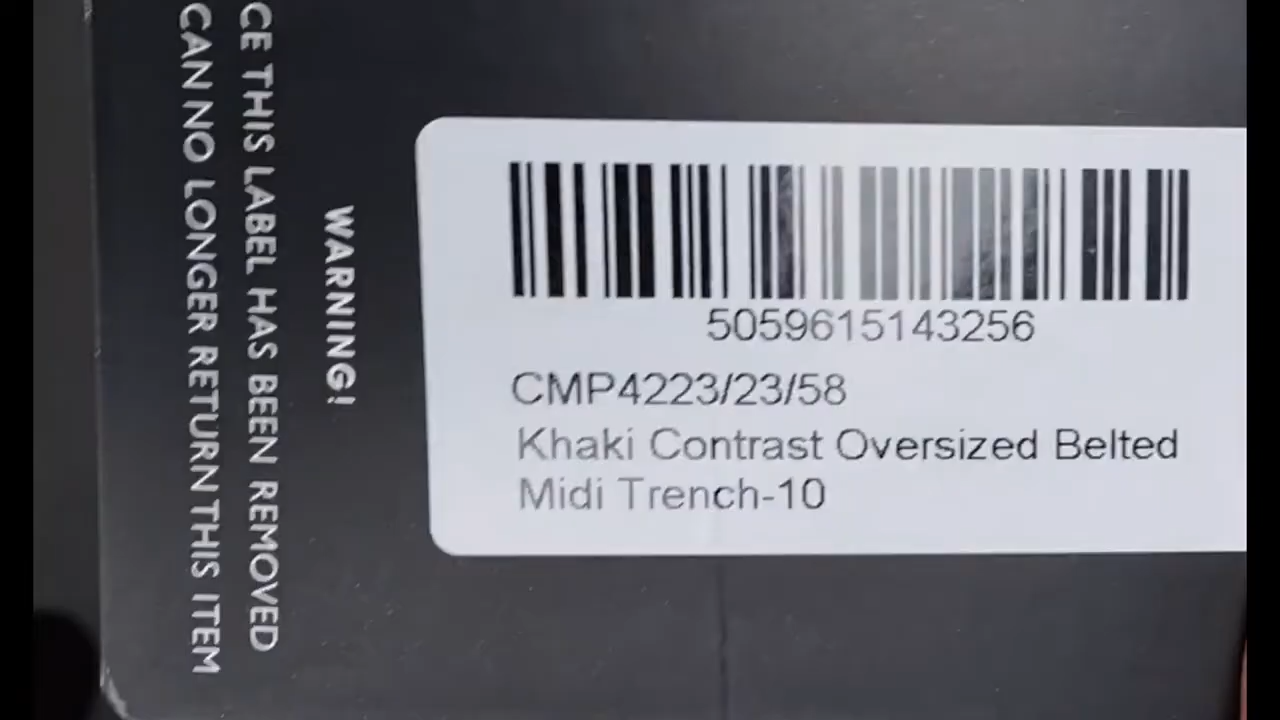 WARNING!
CE THIS LABEL HAS BEEN REMOVED
CAN NO LONGER RETURN THIS ITEM
5059615143256
CMP4223/23/58
Khaki Contrast Oversized Belted
Midi Trench-10